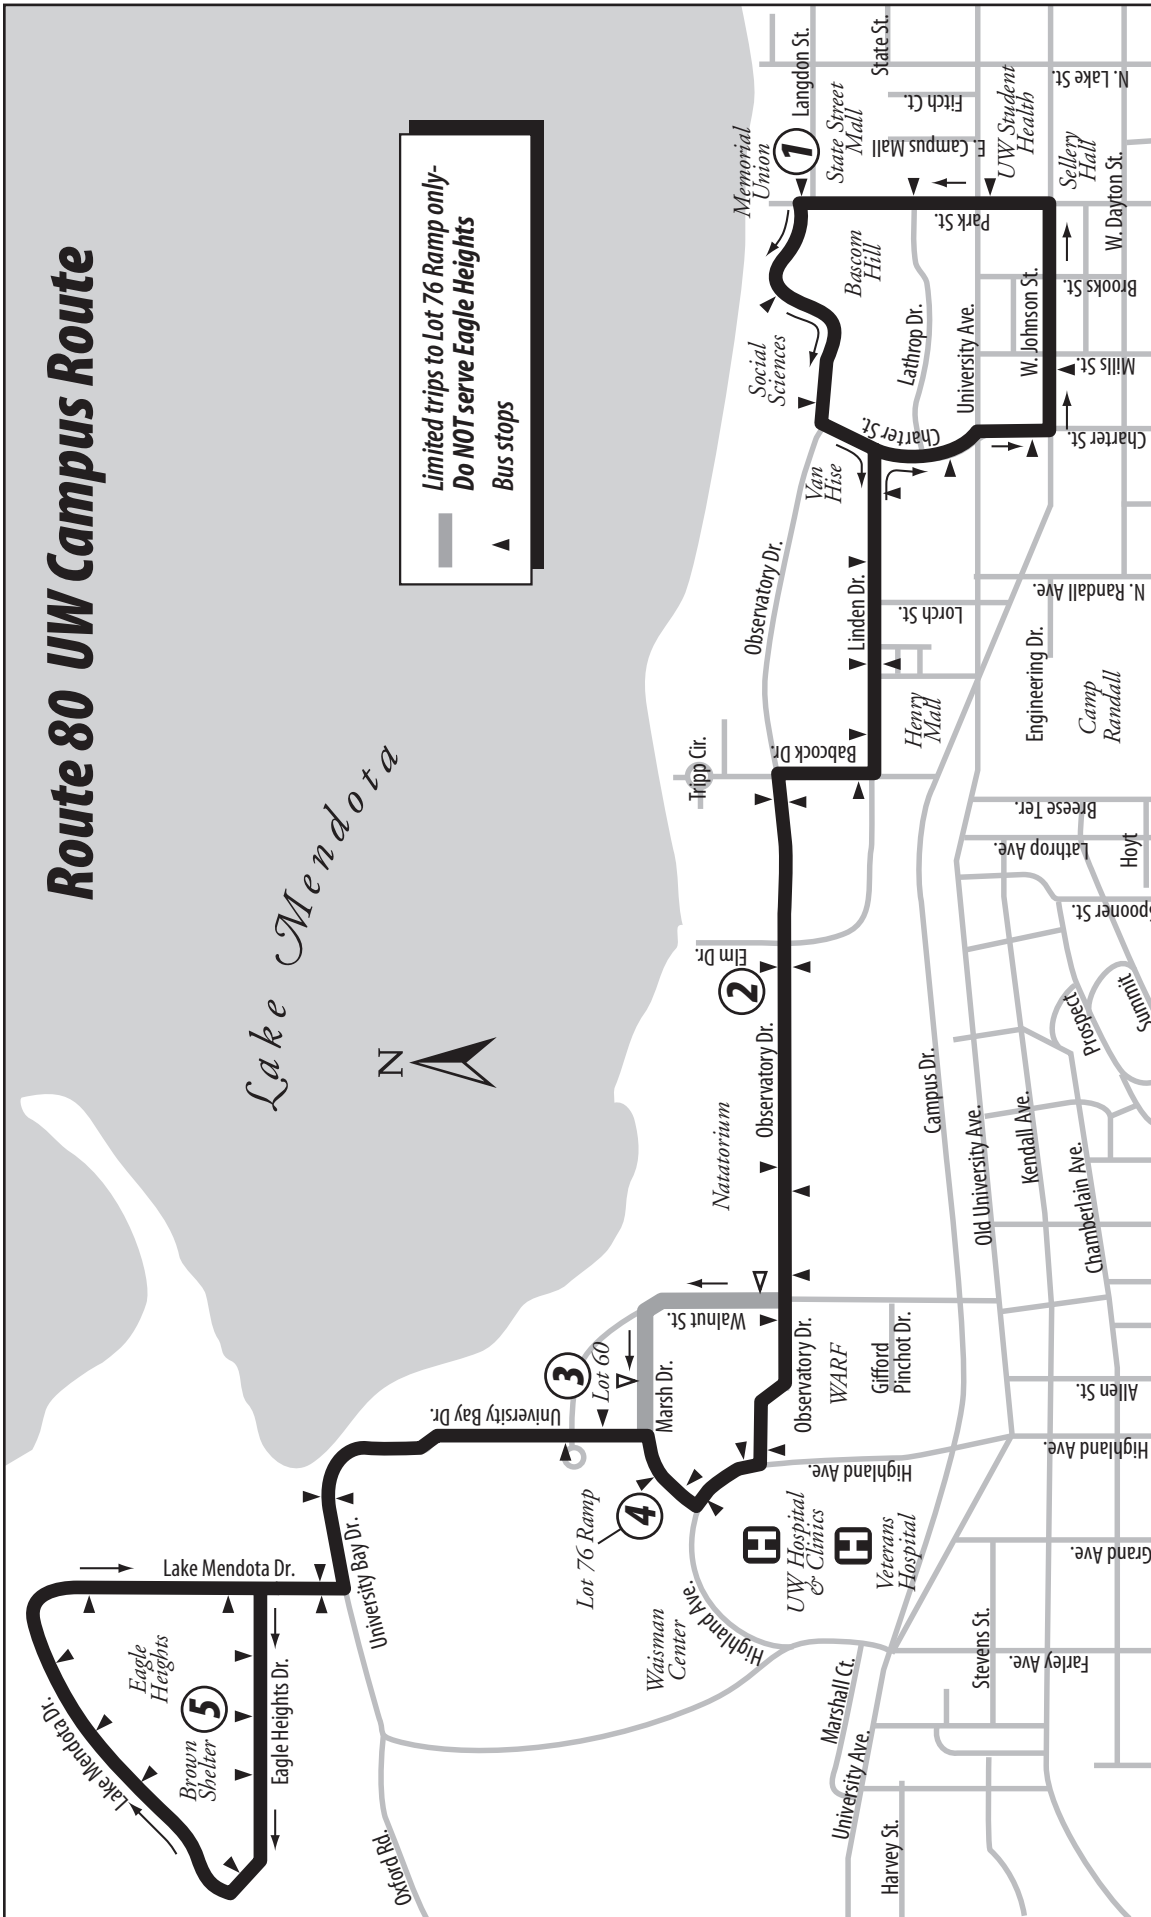 Route 80 UW Campus Route
Limited trips to Lot 76 Ramp only-
Do NOT serve Eagle Heights
Bus stops
Lake Mendota
N
Lake Mendota Dr.
Lake Mendota Dr.
Eagle
Heights
Brown
Shelter
5
Eagle Heights Dr.
University Bay Dr.
Oxford Rd.
University Bay Dr.
3
Lot 60
Lot 76 Ramp
4
Marsh Dr.
Walnut St.
Waisman
Center
Highland Ave.
Highland Ave.
H
UW Hospital
& Clinics
H
Veterans
Hospital
Observatory Dr.
WARF
Gifford
Pinchot Dr.
Natatorium
Observatory Dr.
2
Elm Dr.
Tripp Cir.
Babcock Dr.
Observatory Dr.
Linden Dr.
Henry
Mall
Lorch St.
Van
Hise
Social
Sciences
Charter St.
Lathrop Dr.
Bascom
Hill
Memorial
Union
1
Langdon St.
State Street
Mall
State St.
Fitch Ct.
E. Campus Mall
UW Student
Health
Park St.
University Ave.
W. Johnson St.
Sellery
Hall
W. Dayton St.
N. Lake St.
Brooks St.
Mills St.
Charter St.
N. Randall Ave.
Engineering Dr.
Camp
Randall
Breese Ter.
Lathrop Ave.
Hoyt
Spooner St.
Summit
Prospect
Campus Dr.
Old University Ave.
Kendall Ave.
Chamberlain Ave.
Allen St.
Highland Ave.
Grand Ave.
Farley Ave.
Stevens St.
Marshall Ct.
University Ave.
Harvey St.